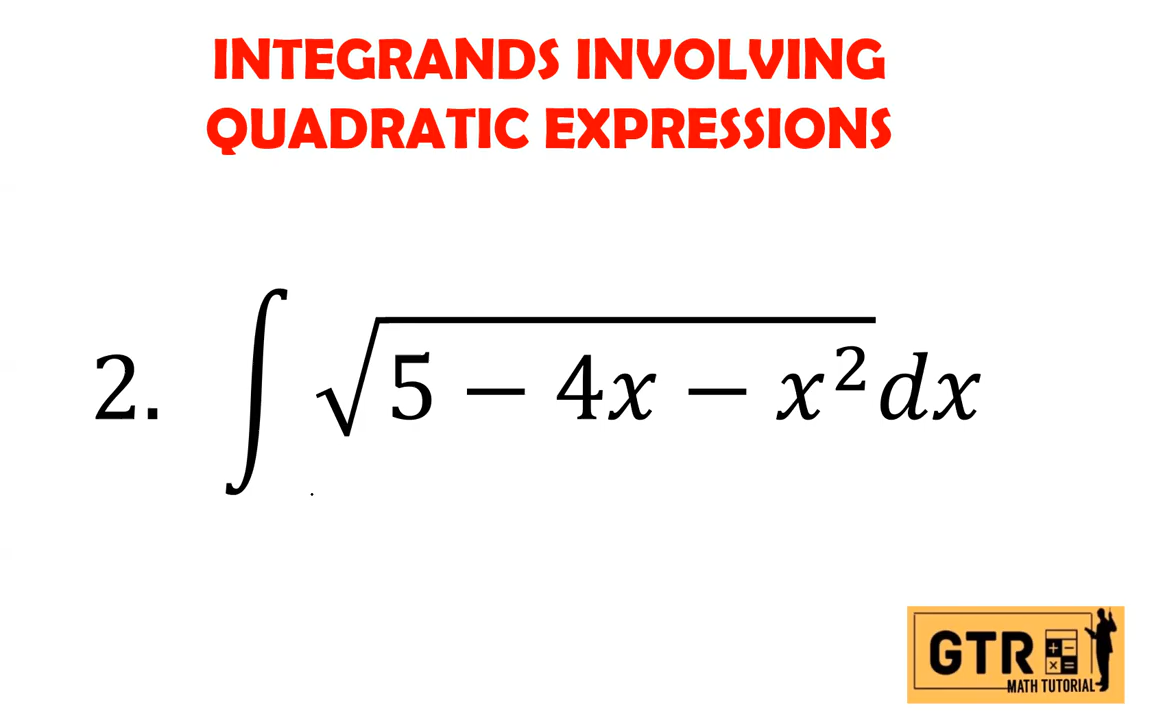 INTEGRANDS INVOLVING
QUADRATIC EXPRESSIONS
2. ∫ √(5 − 4x − x²) dx
GTR
MATH TUTORIAL